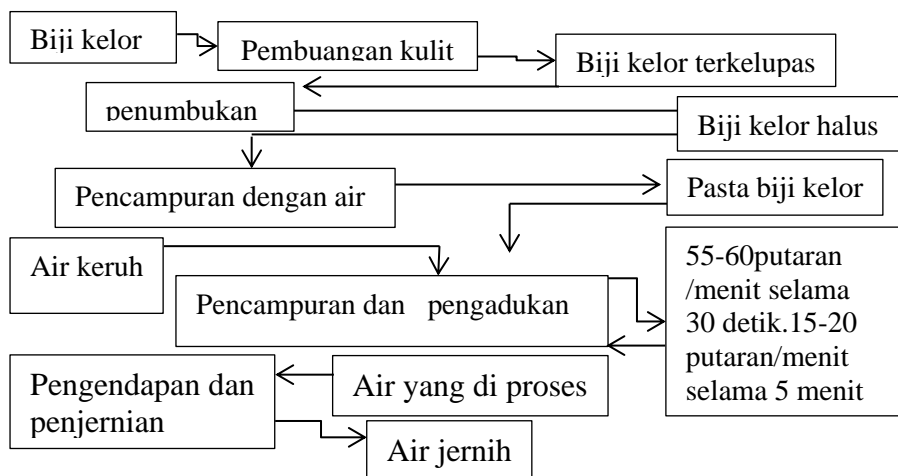 Biji kelor
Pembuangan kulit
Biji kelor terkelupas
penumbukan
Biji kelor halus
Pencampuran dengan air
Pasta biji kelor
Air keruh
Pencampuran dan pengadukan
55-60putaran
/menit selama
30 detik.15-20
putaran/menit
selama 5 menit
Air yang di proses
Pengendapan dan
penjernian
Air jernih